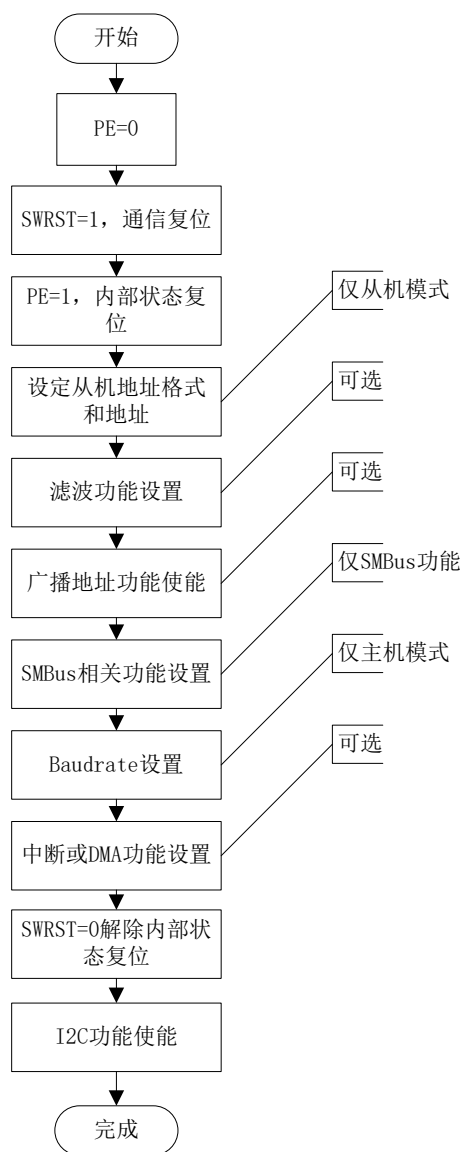 开始
PE=0
SWRST=1，通信复位
PE=1，内部状态复
位
仅从机模式
设定从机地址格式
和地址
可选
滤波功能设置
可选
广播地址功能使能
仅SMBus功能
SMBus相关功能设置
仅主机模式
Baudrate设置
可选
中断或DMA功能设置
SWRST=0解除内部状
态复位
I2C功能使能
完成